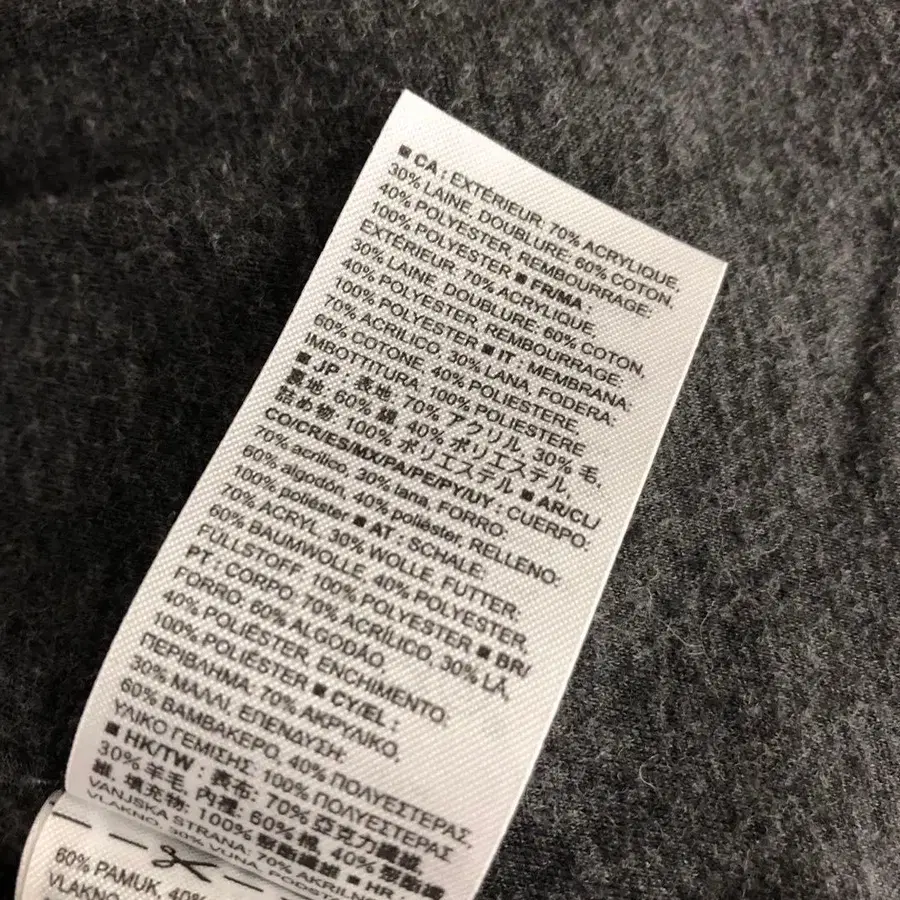 ■ CA : EXTÉRIEUR: 70% ACRYLIQUE,
30% LAINE, DOUBLURE: 60% COTON,
40% POLYESTER, REMBOURRAGE:
100% POLYESTER ■ FR/MA :
EXTÉRIEUR: 70% ACRYLIQUE,
30% LAINE, DOUBLURE: 60% COTON,
40% POLYESTER, REMBOURRAGE:
100% POLYESTER ■ IT : MEMBRANA:
70% ACRILICO, 30% LANA, FODERA:
60% COTONE, 40% POLIESTERE,
IMBOTTITURA: 100% POLIESTERE
■ JP : 表地, 70% アクリル, 30% 毛,
裏地, 60% 綿, 40% ポリエステル,
詰め物, 100% ポリエステル ■ AR/CL/
CO/CR/ES/MX/PA/PE/PY/UY : CUERPO:
70% acrílico, 30% lana, FORRO:
60% algodón, 40% poliéster, RELLENO:
100% poliéster ■ AT : SCHALE:
70% ACRYL, 30% WOLLE, FUTTER:
60% BAUMWOLLE, 40% POLYESTER,
FÜLLSTOFF: 100% POLYESTER ■ BR/
PT : CORPO: 70% ACRÍLICO, 30% LÃ,
FORRO: 60% ALGODÃO,
40% POLIÉSTER, ENCHIMENTO:
100% POLIÉSTER ■ CY/EL :
ΠΕΡΙΒΛΗΜΑ: 70% ΑΚΡΥΛΙΚΟ,
30% ΜΑΛΛΙ, ΕΠΕΝΔΥΣΗ:
60% ΒΑΜΒΑΚΕΡΟ, 40% ΠΟΛΥΕΣΤΕΡΑΣ,
ΥΛΙΚΟ ΓΕΜΙΣΗΣ: 100% ΠΟΛΥΕΣΤΕΡΑΣ
■ HK/TW : 表布: 70% 亞克力纖維,
30% 羊毛, 內裡: 60% 棉, 40% 聚酯纖
維, 填充物: 100% 聚酯纖維 ■ HR :
VANJSKA STRANA: 70% AKRILNO
VLAKNO, 30% VUNA,
60% PAMUK, 40%
VLAKNO,